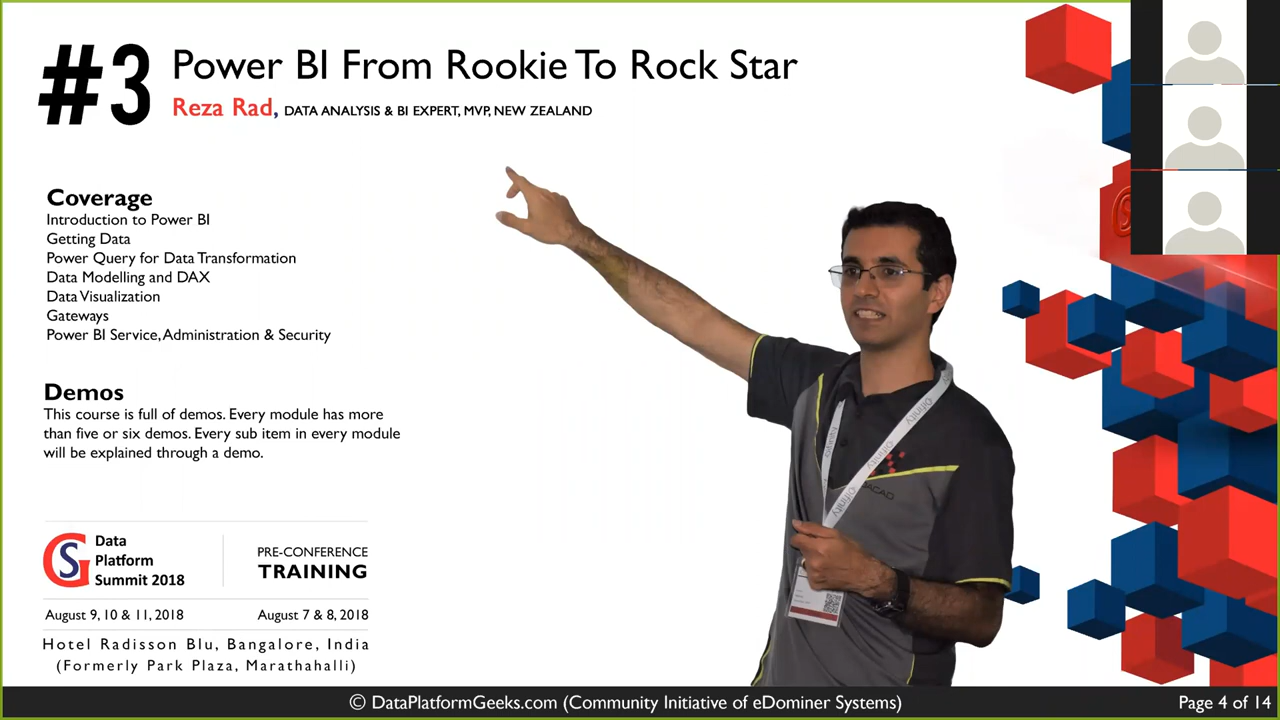 #3
Power BI From Rookie To Rock Star
Reza Rad, DATA ANALYSIS & BI EXPERT, MVP, NEW ZEALAND
Coverage
Introduction to Power BI
Getting Data
Power Query for Data Transformation
Data Modelling and DAX
Data Visualization
Gateways
Power BI Service, Administration & Security
Demos
This course is full of demos. Every module has more
than five or six demos. Every sub item in every module
will be explained through a demo.
Data
Platform
Summit 2018
PRE-CONFERENCE
TRAINING
August 9, 10 & 11, 2018
August 7 & 8, 2018
Hotel Radisson Blu, Bangalore, India
(Formerly Park Plaza, Marathahalli)
Difinity
© DataPlatformGeeks.com (Community Initiative of eDominer Systems)
Page 4 of 14